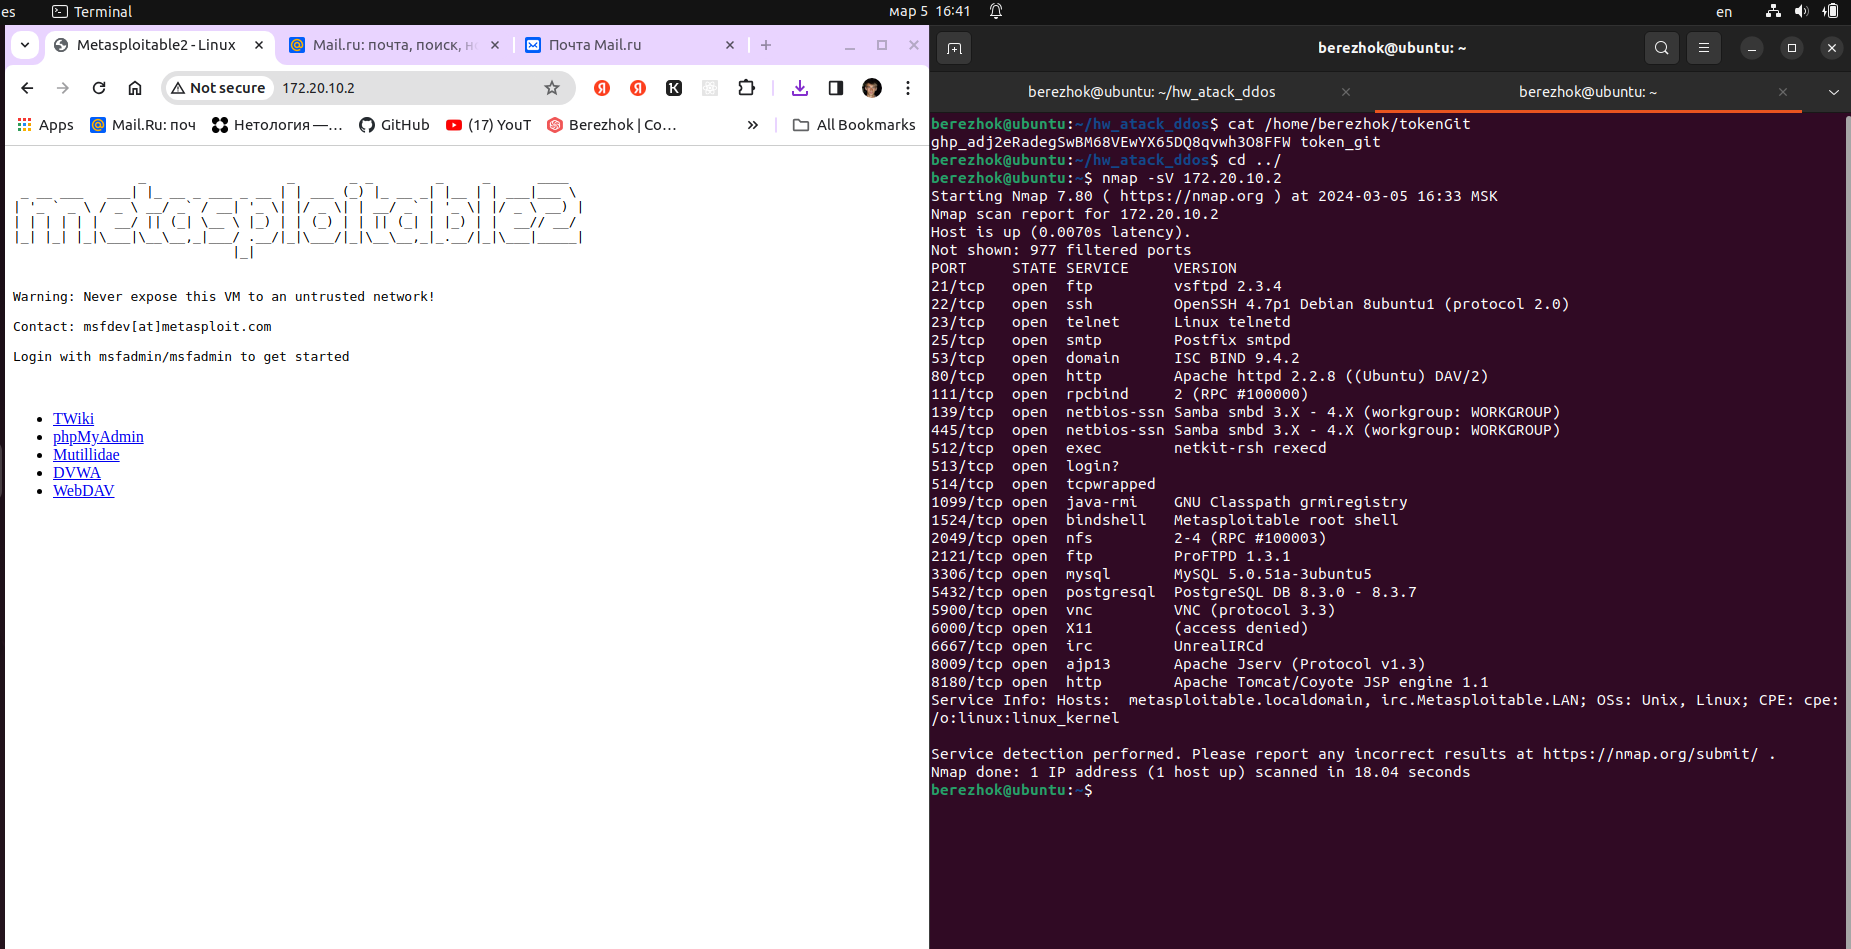 es Terminal мар 5 16:41 en
Metasploitable2 - Linux Mail.ru: почта, поиск, но Почта Mail.ru
Not secure 172.20.10.2
Apps Mail.Ru: поч Нетология —,… GitHub (17) YouT Berezhok | Co… » All Bookmarks
metasploitable2
Warning: Never expose this VM to an untrusted network!
Contact: msfdev[at]metasploit.com
Login with msfadmin/msfadmin to get started
TWiki
phpMyAdmin
Mutillidae
DVWA
WebDAV
berezhok@ubuntu: ~
berezhok@ubuntu: ~/hw_atack_ddos berezhok@ubuntu: ~
berezhok@ubuntu:~/hw_atack_ddos$ cat /home/berezhok/tokenGit
token_git
berezhok@ubuntu:~/hw_atack_ddos$ cd ../
berezhok@ubuntu:~$ nmap -sV 172.20.10.2
Starting Nmap 7.80 ( https://nmap.org ) at 2024-03-05 16:33 MSK
Nmap scan report for 172.20.10.2
Host is up (0.0070s latency).
Not shown: 977 filtered ports
PORT STATE SERVICE VERSION
21/tcp open ftp vsftpd 2.3.4
22/tcp open ssh OpenSSH 4.7p1 Debian 8ubuntu1 (protocol 2.0)
23/tcp open telnet Linux telnetd
25/tcp open smtp Postfix smtpd
53/tcp open domain ISC BIND 9.4.2
80/tcp open http Apache httpd 2.2.8 ((Ubuntu) DAV/2)
111/tcp open rpcbind 2 (RPC #100000)
139/tcp open netbios-ssn Samba smbd 3.X - 4.X (workgroup: WORKGROUP)
445/tcp open netbios-ssn Samba smbd 3.X - 4.X (workgroup: WORKGROUP)
512/tcp open exec netkit-rsh rexecd
513/tcp open login?
514/tcp open tcpwrapped
1099/tcp open java-rmi GNU Classpath grmiregistry
1524/tcp open bindshell Metasploitable root shell
2049/tcp open nfs 2-4 (RPC #100003)
2121/tcp open ftp ProFTPD 1.3.1
3306/tcp open mysql MySQL 5.0.51a-3ubuntu5
5432/tcp open postgresql PostgreSQL DB 8.3.0 - 8.3.7
5900/tcp open vnc VNC (protocol 3.3)
6000/tcp open X11 (access denied)
6667/tcp open irc UnrealIRCd
8009/tcp open ajp13 Apache Jserv (Protocol v1.3)
8180/tcp open http Apache Tomcat/Coyote JSP engine 1.1
Service Info: Hosts: metasploitable.localdomain, irc.Metasploitable.LAN; OSs: Unix, Linux; CPE: cpe:
/o:linux:linux_kernel
Service detection performed. Please report any incorrect results at https://nmap.org/submit/ .
Nmap done: 1 IP address (1 host up) scanned in 18.04 seconds
berezhok@ubuntu:~$